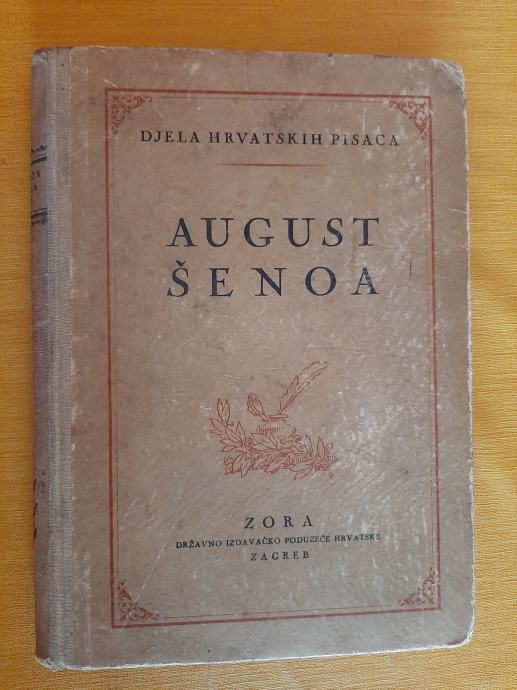 DJELA HRVATSKIH PISACA
AUGUST
ŠENOA
ZORA
DRŽAVNO IZDAVAČKO PODUZEĆE HRVATSKE
ZAGREB